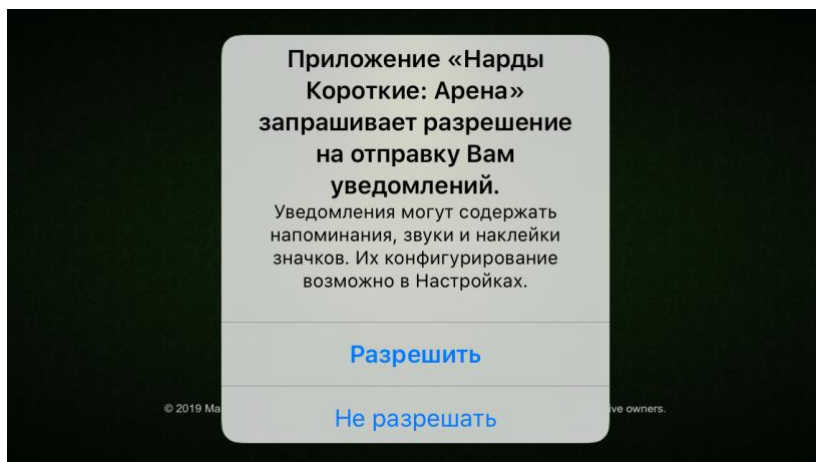 Приложение «Нарды
Короткие: Арена»
запрашивает разрешение
на отправку Вам
уведомлений.
Уведомления могут содержать
напоминания, звуки и наклейки
значков. Их конфигурирование
возможно в Настройках.
Разрешить
© 2019 ve owners.
Не разрешать